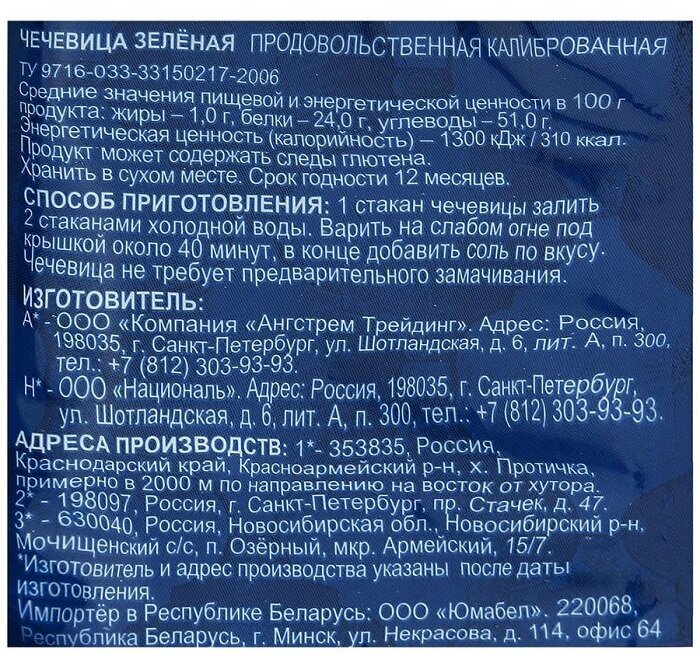 ЧЕЧЕВИЦА ЗЕЛЁНАЯ ПРОДОВОЛЬСТВЕННАЯ КАЛИБРОВАННАЯ
ТУ 9716-033-33150217-2006
Средние значения пищевой и энергетической ценности в 100 г
продукта: жиры – 1,0 г, белки – 24,0 г, углеводы – 51,0 г,
Энергетическая ценность (калорийность) – 1300 кДж / 310 ккал.
Продукт может содержать следы глютена.
Хранить в сухом месте. Срок годности 12 месяцев.
СПОСОБ ПРИГОТОВЛЕНИЯ: 1 стакан чечевицы залить
2 стаканами холодной воды. Варить на слабом огне под
крышкой около 40 минут, в конце добавить соль по вкусу.
Чечевица не требует предварительного замачивания.
ИЗГОТОВИТЕЛЬ:
А* - ООО «Компания «Ангстрем Трейдинг». Адрес: Россия,
198035, г. Санкт-Петербург, ул. Шотландская, д. 6, лит. А, п. 300,
тел.: +7 (812) 303-93-93.
Н* - ООО «Националь». Адрес: Россия, 198035, г. Санкт-Петербург,
ул. Шотландская, д. 6, лит. А, п. 300, тел.: +7 (812) 303-93-93.
АДРЕСА ПРОИЗВОДСТВ: 1*- 353835, Россия,
Краснодарский край, Красноармейский р-н, х. Протичка,
примерно в 2000 м по направлению на восток от хутора.
2* - 198097, Россия, г. Санкт-Петербург, пр. Стачек, д. 47.
3* - 630040, Россия, Новосибирская обл., Новосибирский р-н,
Мочищенский с/с, п. Озёрный, мкр. Армейский, 15/7.
*Изготовитель и адрес производства указаны после даты
изготовления.
Импортёр в Республике Беларусь: ООО «Юмабел». 220068,
Республика Беларусь, г. Минск, ул. Некрасова, д. 114, офис 64